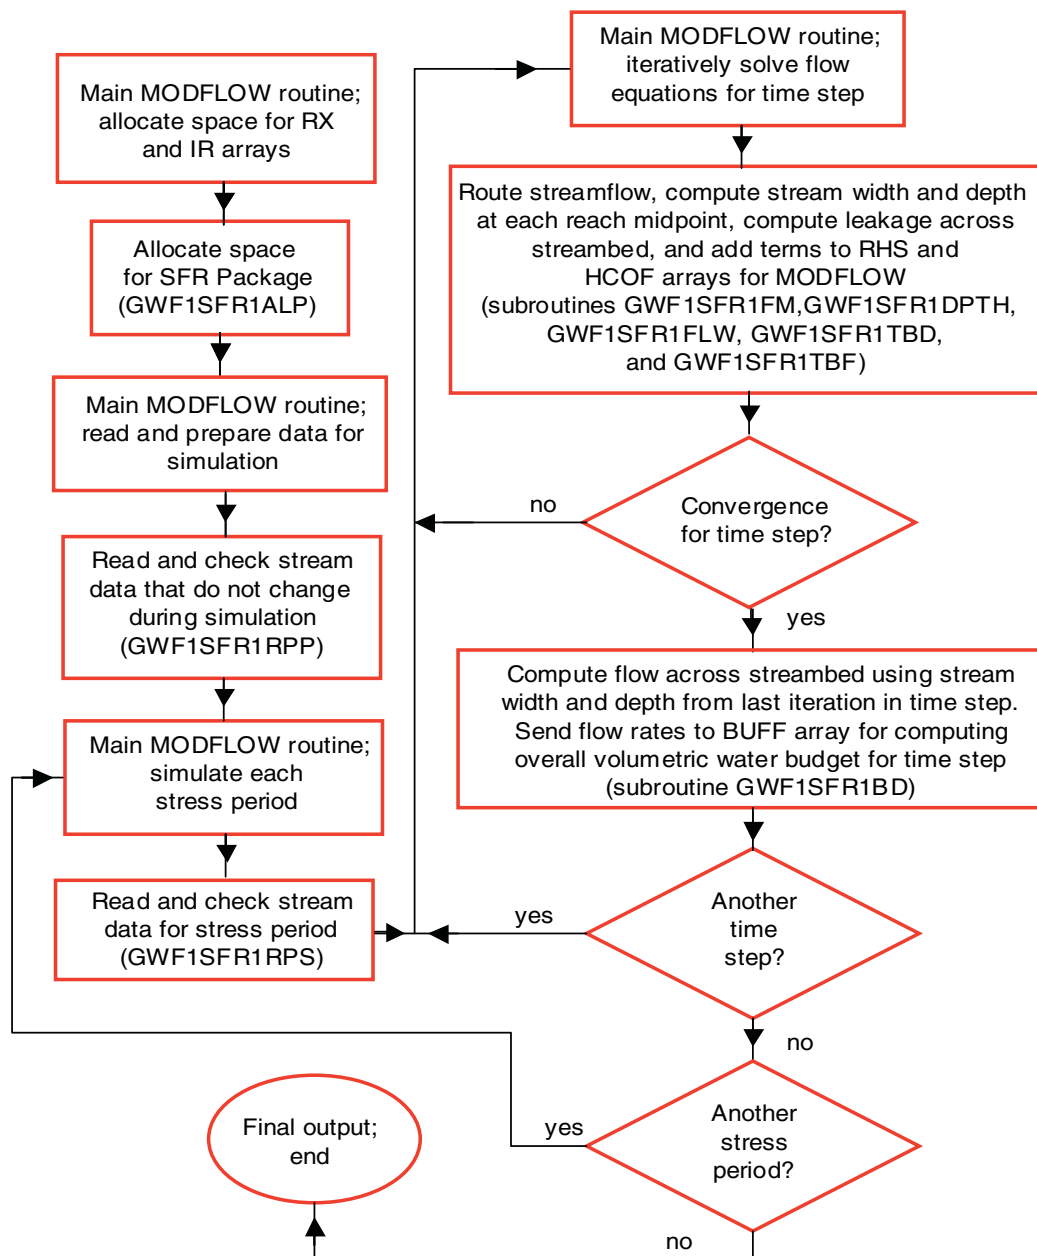 Main MODFLOW routine;
allocate space for RX
and IR arrays
Allocate space
for SFR Package
(GWF1SFR1ALP)
Main MODFLOW routine;
read and prepare data for
simulation
Read and check stream
data that do not change
during simulation
(GWF1SFR1RPP)
Main MODFLOW routine;
simulate each
stress period
Read and check stream
data for stress period
(GWF1SFR1RPS)
Main MODFLOW routine;
iteratively solve flow
equations for time step
Route streamflow, compute stream width and depth
at each reach midpoint, compute leakage across
streambed, and add terms to RHS and
HCOF arrays for MODFLOW
(subroutines GWF1SFR1FM,GWF1SFR1DPTH,
GWF1SFR1FLW, GWF1SFR1TBD,
and GWF1SFR1TBF)
Convergence
for time step?
no
yes
Compute flow across streambed using stream
width and depth from last iteration in time step.
Send flow rates to BUFF array for computing
overall volumetric water budget for time step
(subroutine GWF1SFR1BD)
Another
time
step?
yes
no
Another
stress
period?
yes
no
Final output;
end